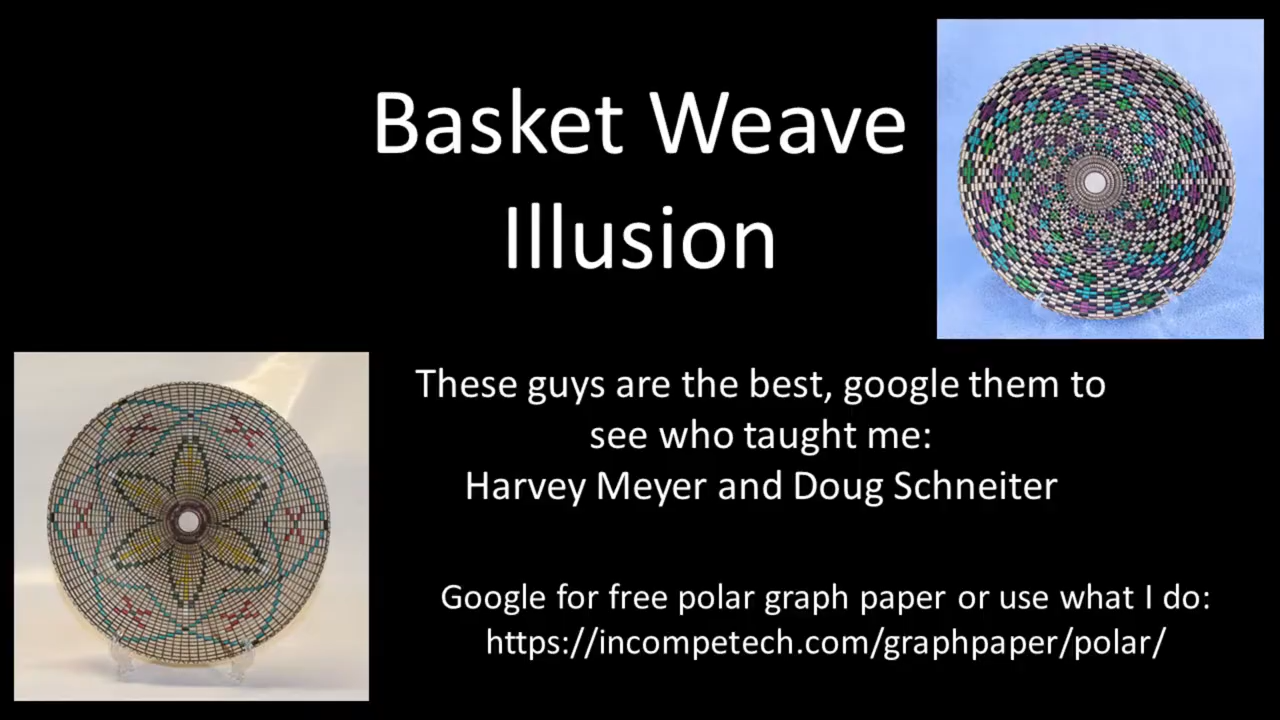 Basket Weave
Illusion
These guys are the best, google them to
see who taught me:
Harvey Meyer and Doug Schneiter
Google for free polar graph paper or use what I do:
https://incompetech.com/graphpaper/polar/